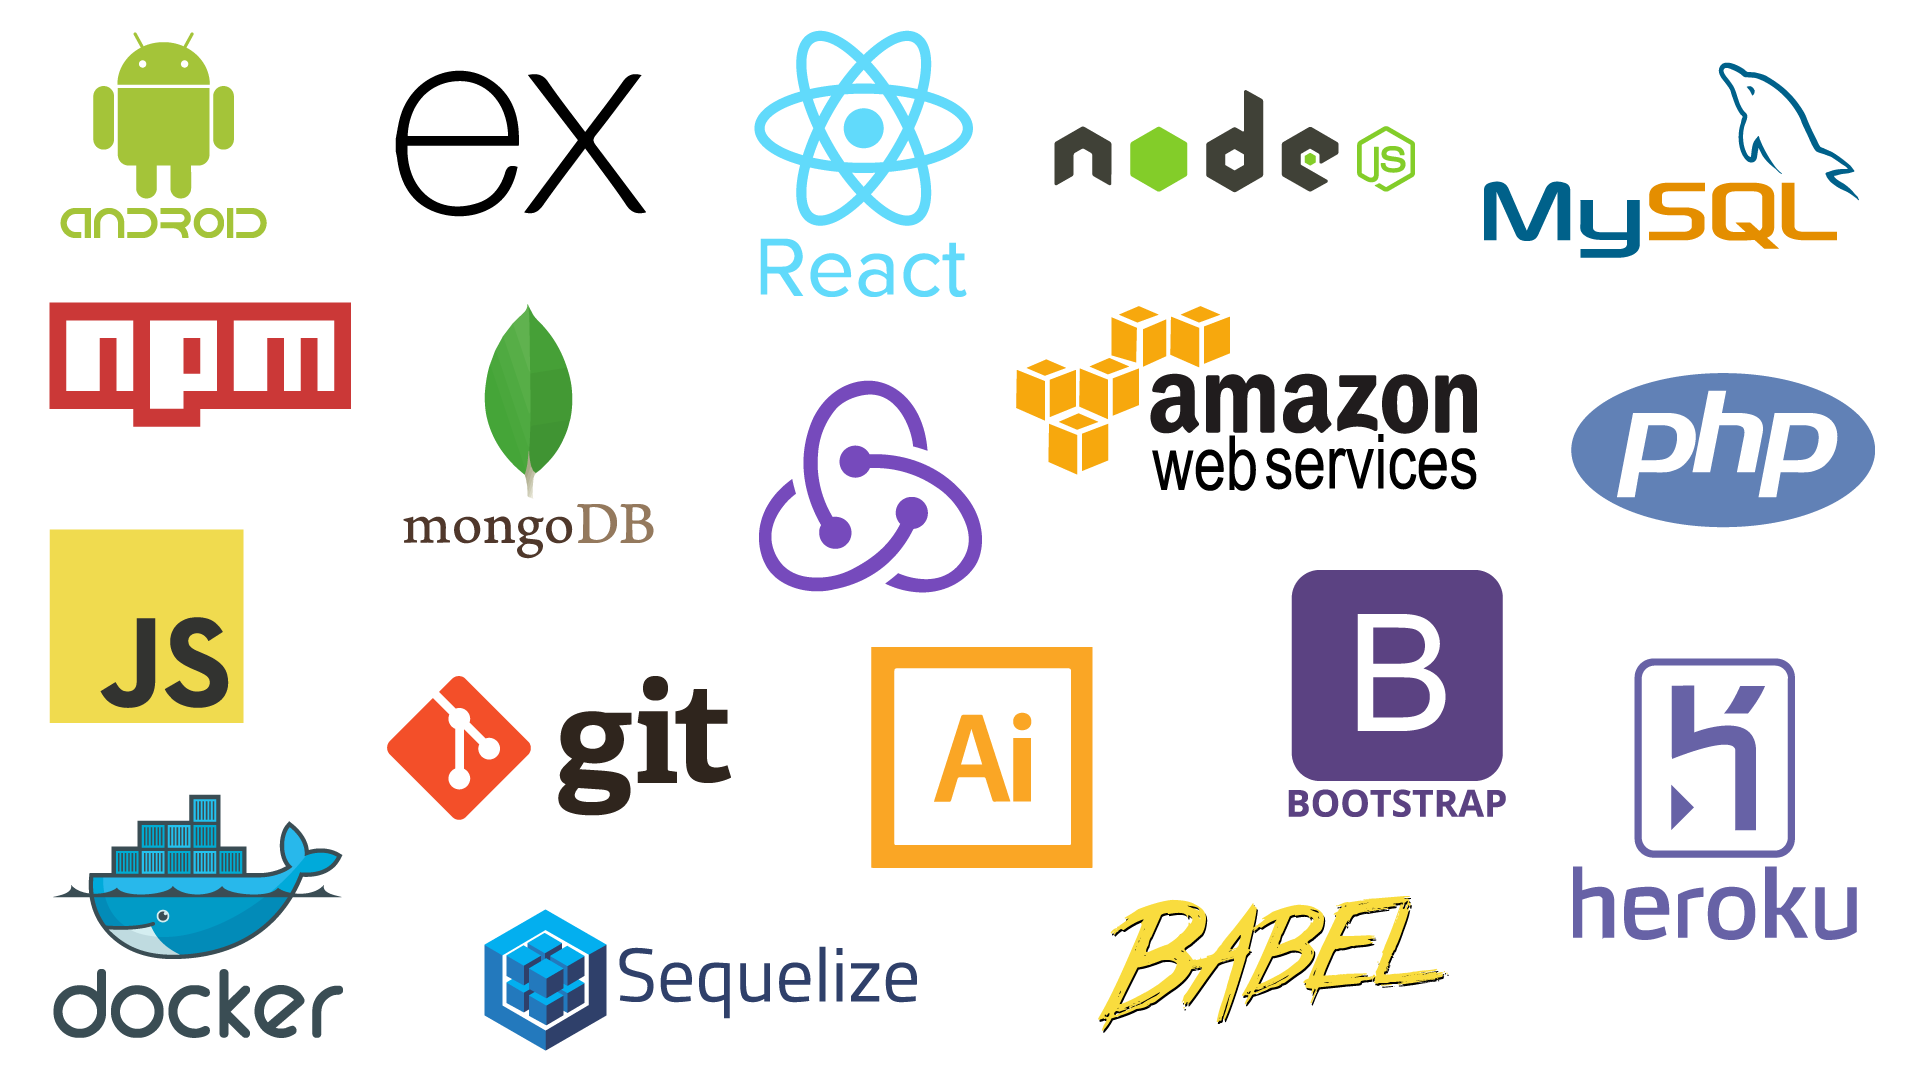 ANDROID
ex
React
node
JS
MySQL
npm
mongoDB
amazon
web services
php
JS
git
Ai
B
BOOTSTRAP
heroku
docker
Sequelize
BABEL